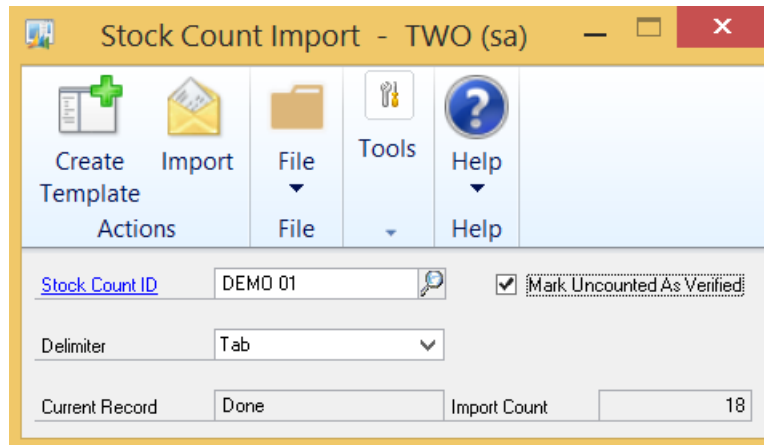 Stock Count Import - TWO (sa)
Create Template
Import
File
Tools
Help
Actions
File
Help
Stock Count ID
DEMO 01
Mark Uncounted As Verified
Delimiter
Tab
Current Record
Done
Import Count
18